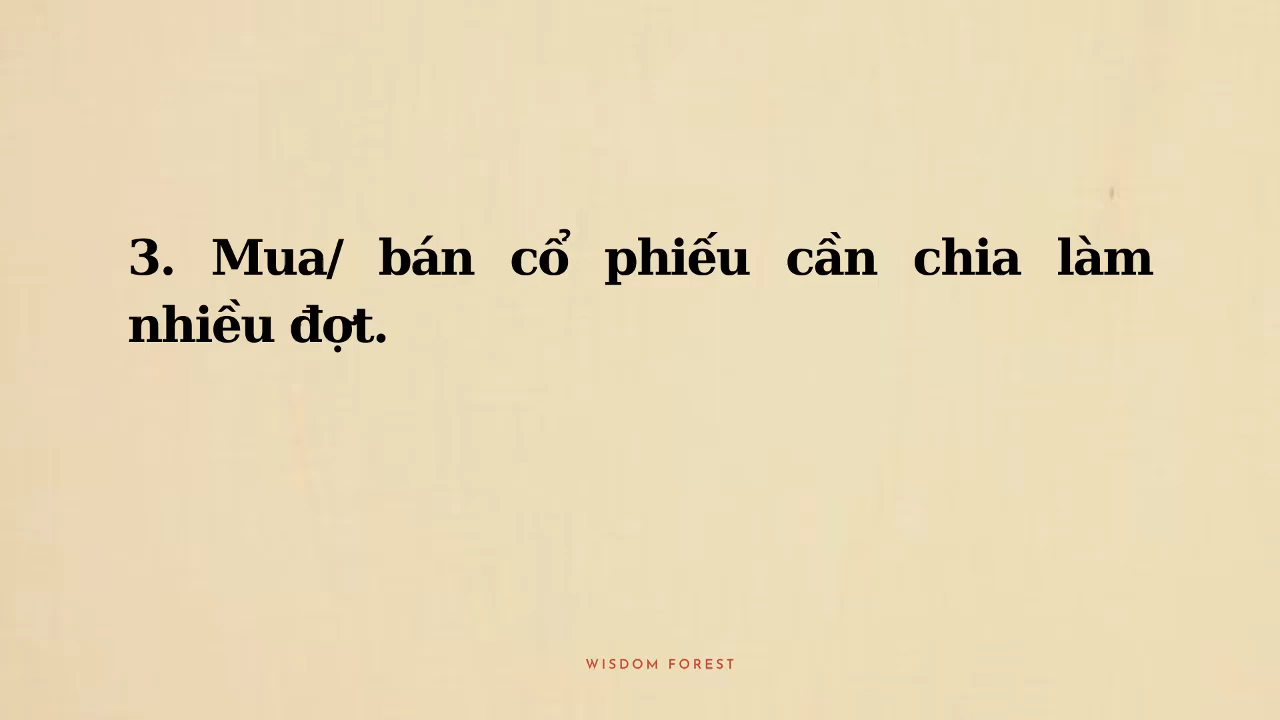 3. Mua/ bán cổ phiếu cần chia làm
nhiều đợt.
WISDOM FOREST